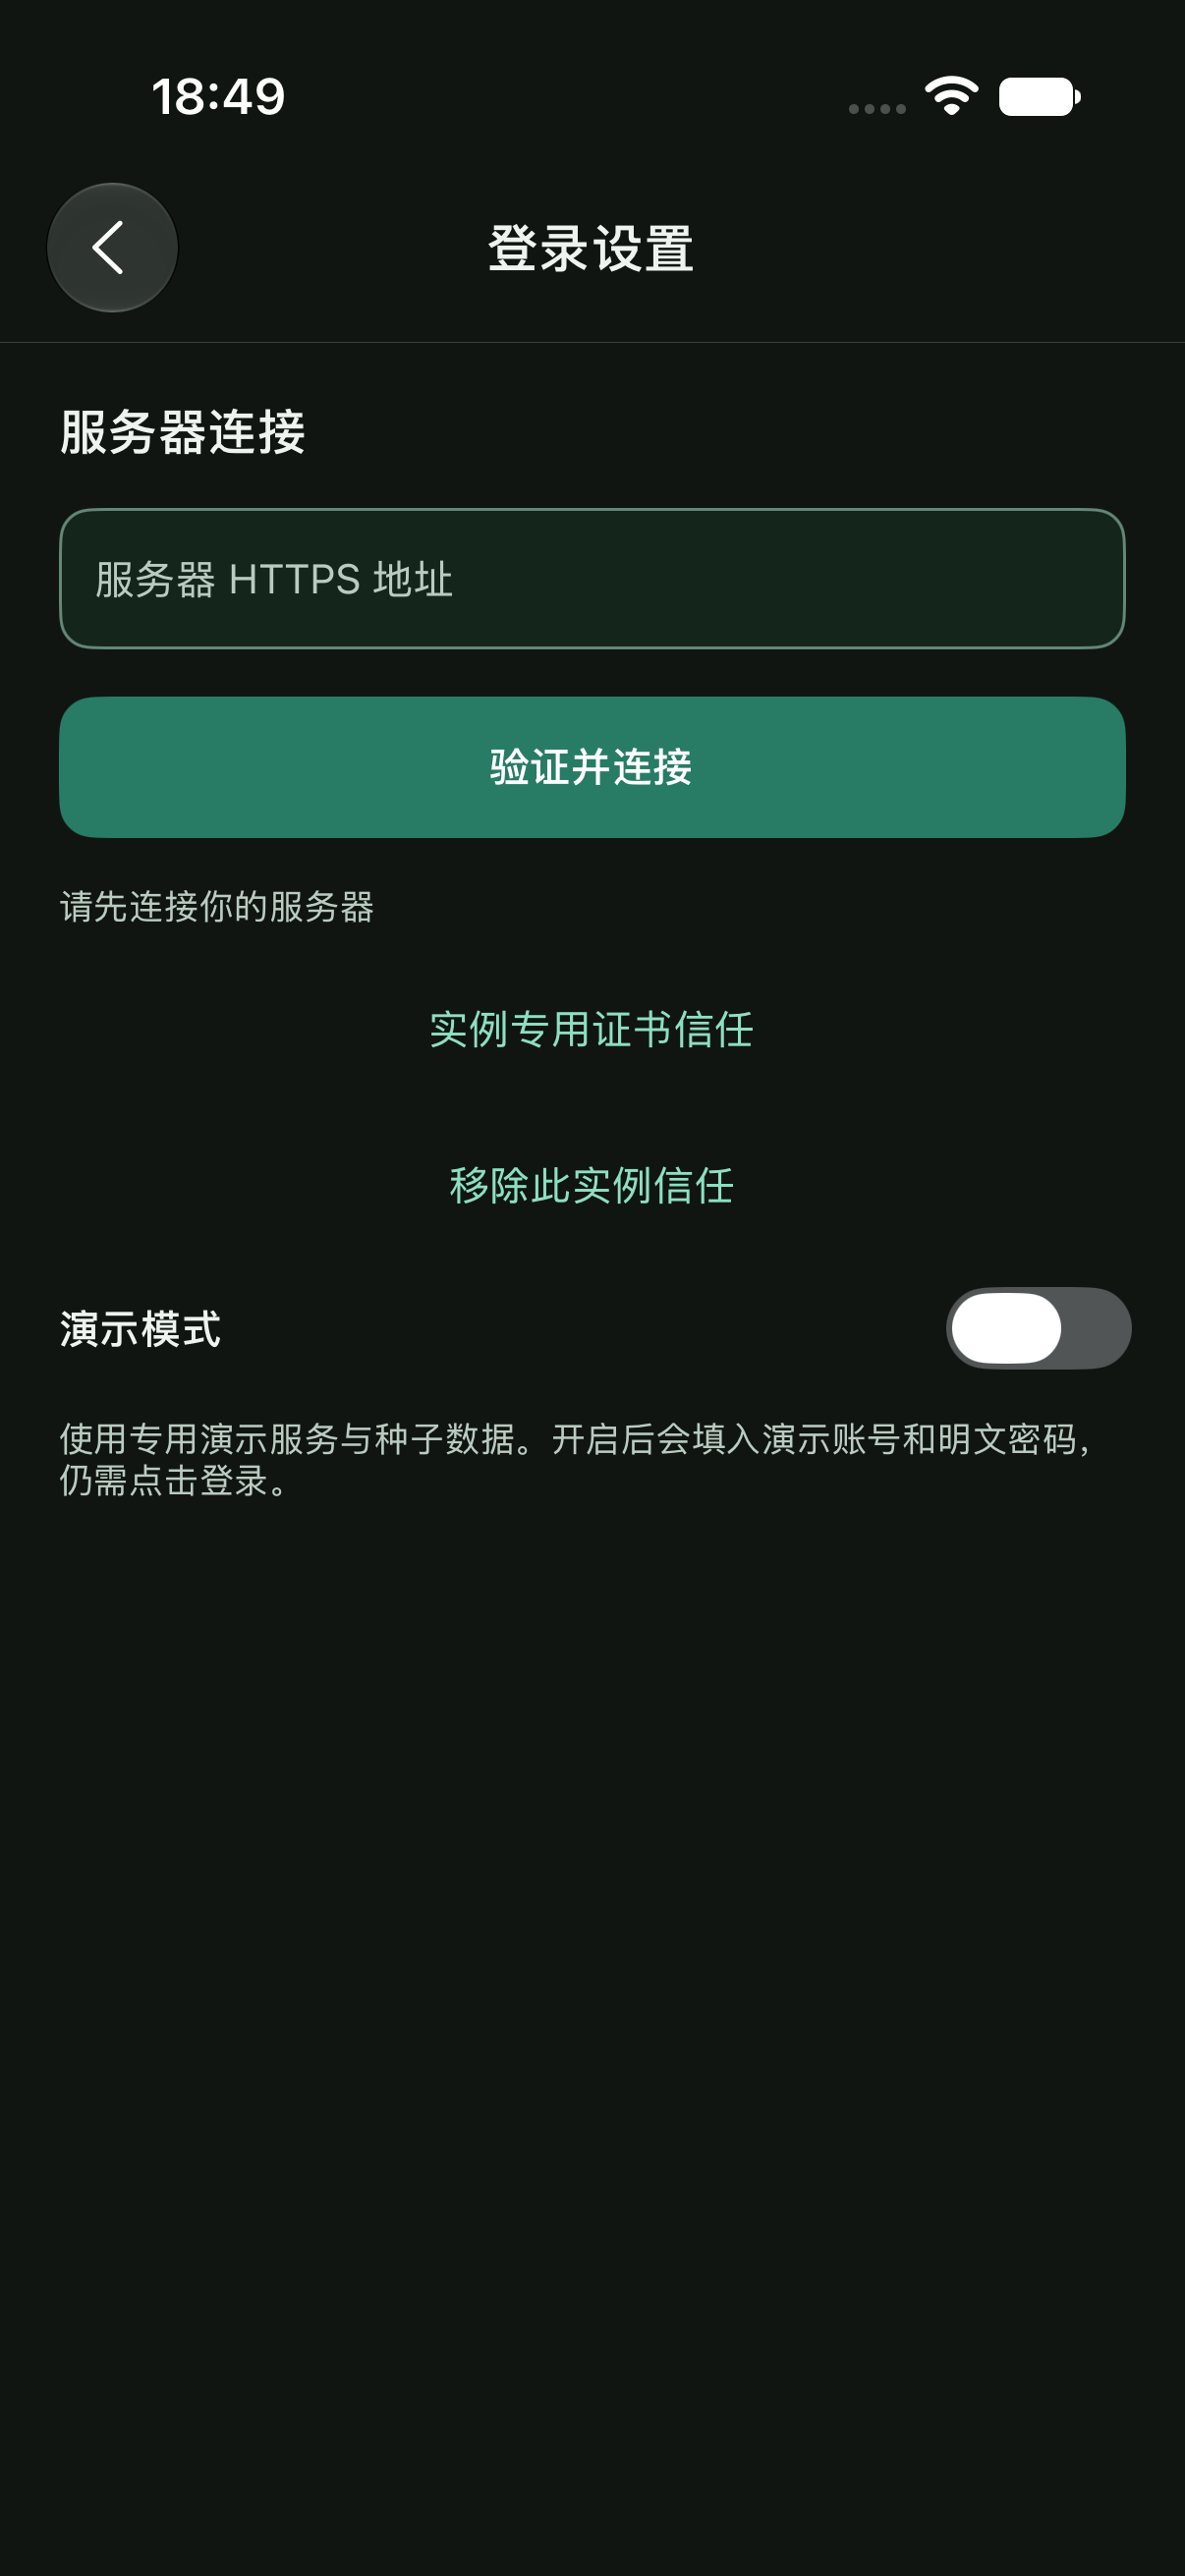 18:49
登录设置
服务器连接
服务器 HTTPS 地址
验证并连接
请先连接你的服务器
实例专用证书信任
移除此实例信任
演示模式
使用专用演示服务与种子数据。开启后会填入演示账号和明文密码，
仍需点击登录。